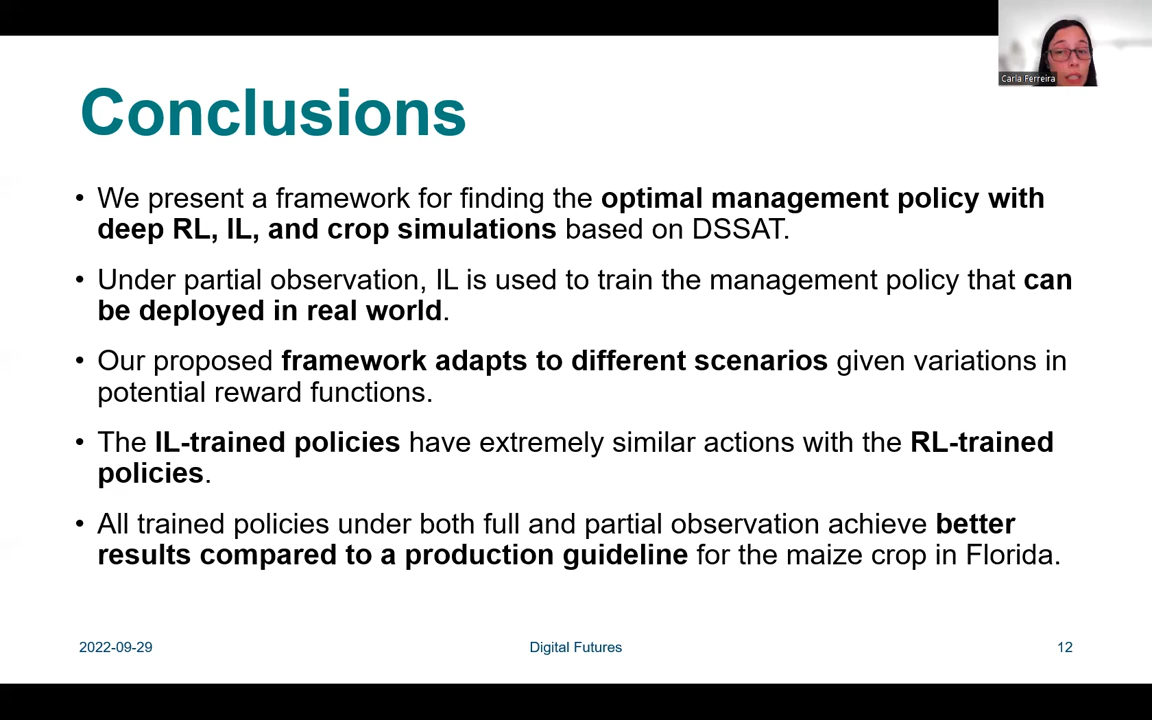 Carla Ferreira
Conclusions
• We present a framework for finding the optimal management policy with
deep RL, IL, and crop simulations based on DSSAT.
• Under partial observation, IL is used to train the management policy that can
be deployed in real world.
• Our proposed framework adapts to different scenarios given variations in
potential reward functions.
• The IL-trained policies have extremely similar actions with the RL-trained
policies.
• All trained policies under both full and partial observation achieve better
results compared to a production guideline for the maize crop in Florida.
2022-09-29
Digital Futures
12